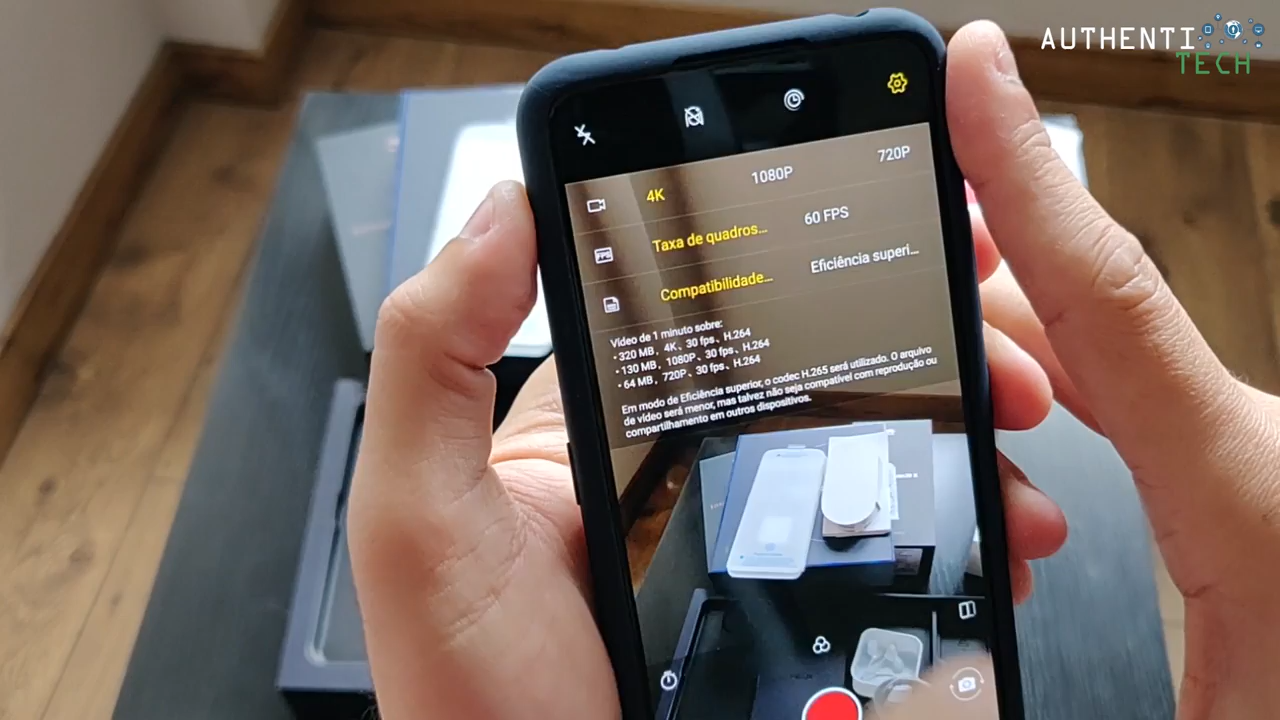 AUTHENTI
TECH
4K 1080P 720P
FPS Taxa de quadros... 60 FPS
Compatibilidade... Eficiência superi...
Vídeo de 1 minuto sobre:
• 320 MB, 4K, 30 fps、H.264
• 130 MB, 1080P、30 fps、H.264
• 64 MB, 720P、30 fps、H.264
Em modo de Eficiência superior, o codec H.265 será utilizado. O arquivo
de vídeo será menor, mas talvez não seja compatível com reprodução ou
compartilhamento em outros dispositivos.